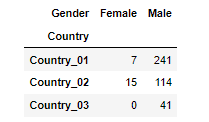 Gender Female Male
Country
Country_01 7 241
Country_02 15 114
Country_03 0 41